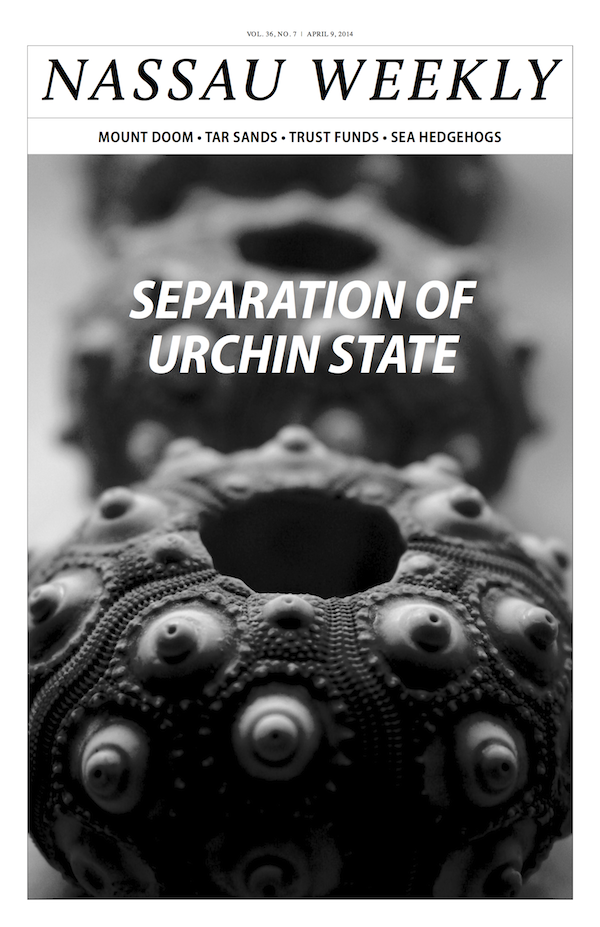 VOL. 36, NO. 7 | APRIL 9, 2014
NASSAU WEEKLY
MOUNT DOOM • TAR SANDS • TRUST FUNDS • SEA HEDGEHOGS
SEPARATION OF
URCHIN STATE